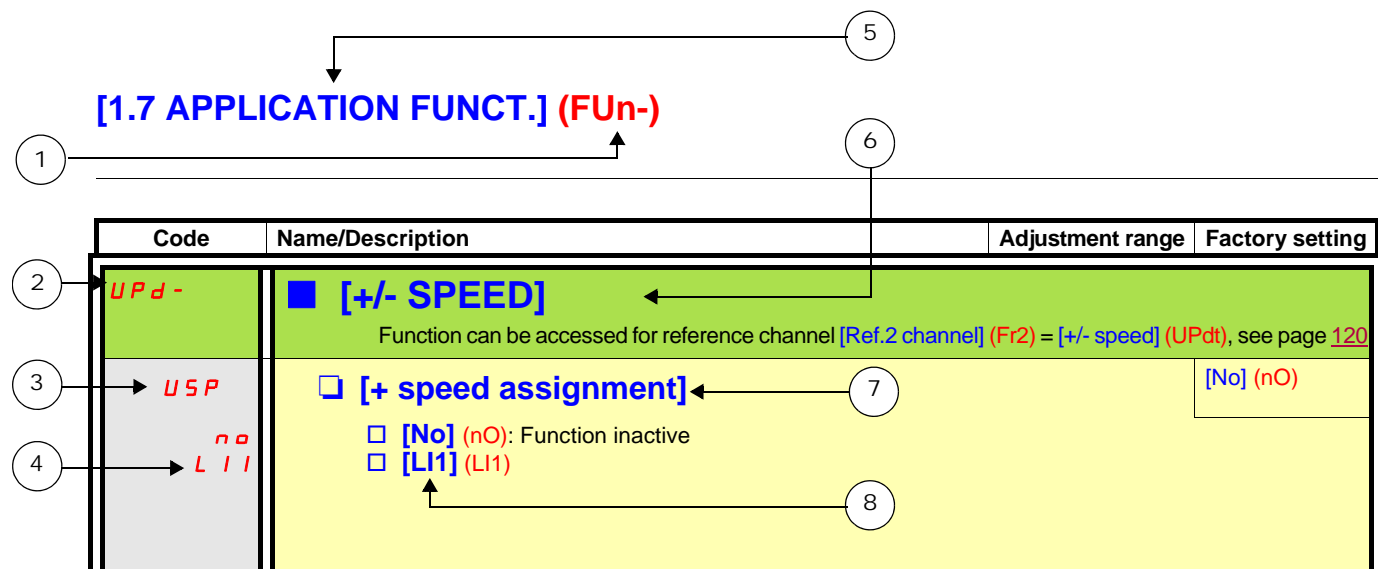 5
[1.7 APPLICATION FUNCT.] (FUn-)
1
6
Code Name/Description Adjustment range Factory setting
2
UPd- [+/- SPEED]
Function can be accessed for reference channel [Ref.2 channel] (Fr2) = [+/- speed] (UPdt), see page 120
3 USP [+ speed assignment] 7 [No] (nO)
no [No] (nO): Function inactive
4 LI1 [LI1] (LI1)
8